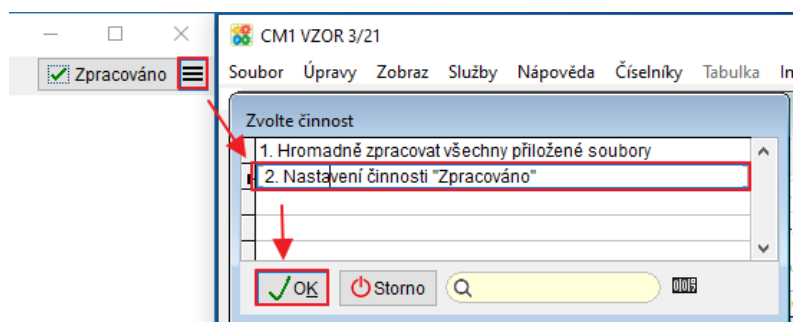 CM1 VZOR 3/21
Zpracováno
Soubor Úpravy Zobraz Služby Nápověda Číselníky Tabulka In
Zvolte činnost
1. Hromadně zpracovat všechny přiložené soubory
2. Nastavení činnosti "Zpracováno"
OK Storno